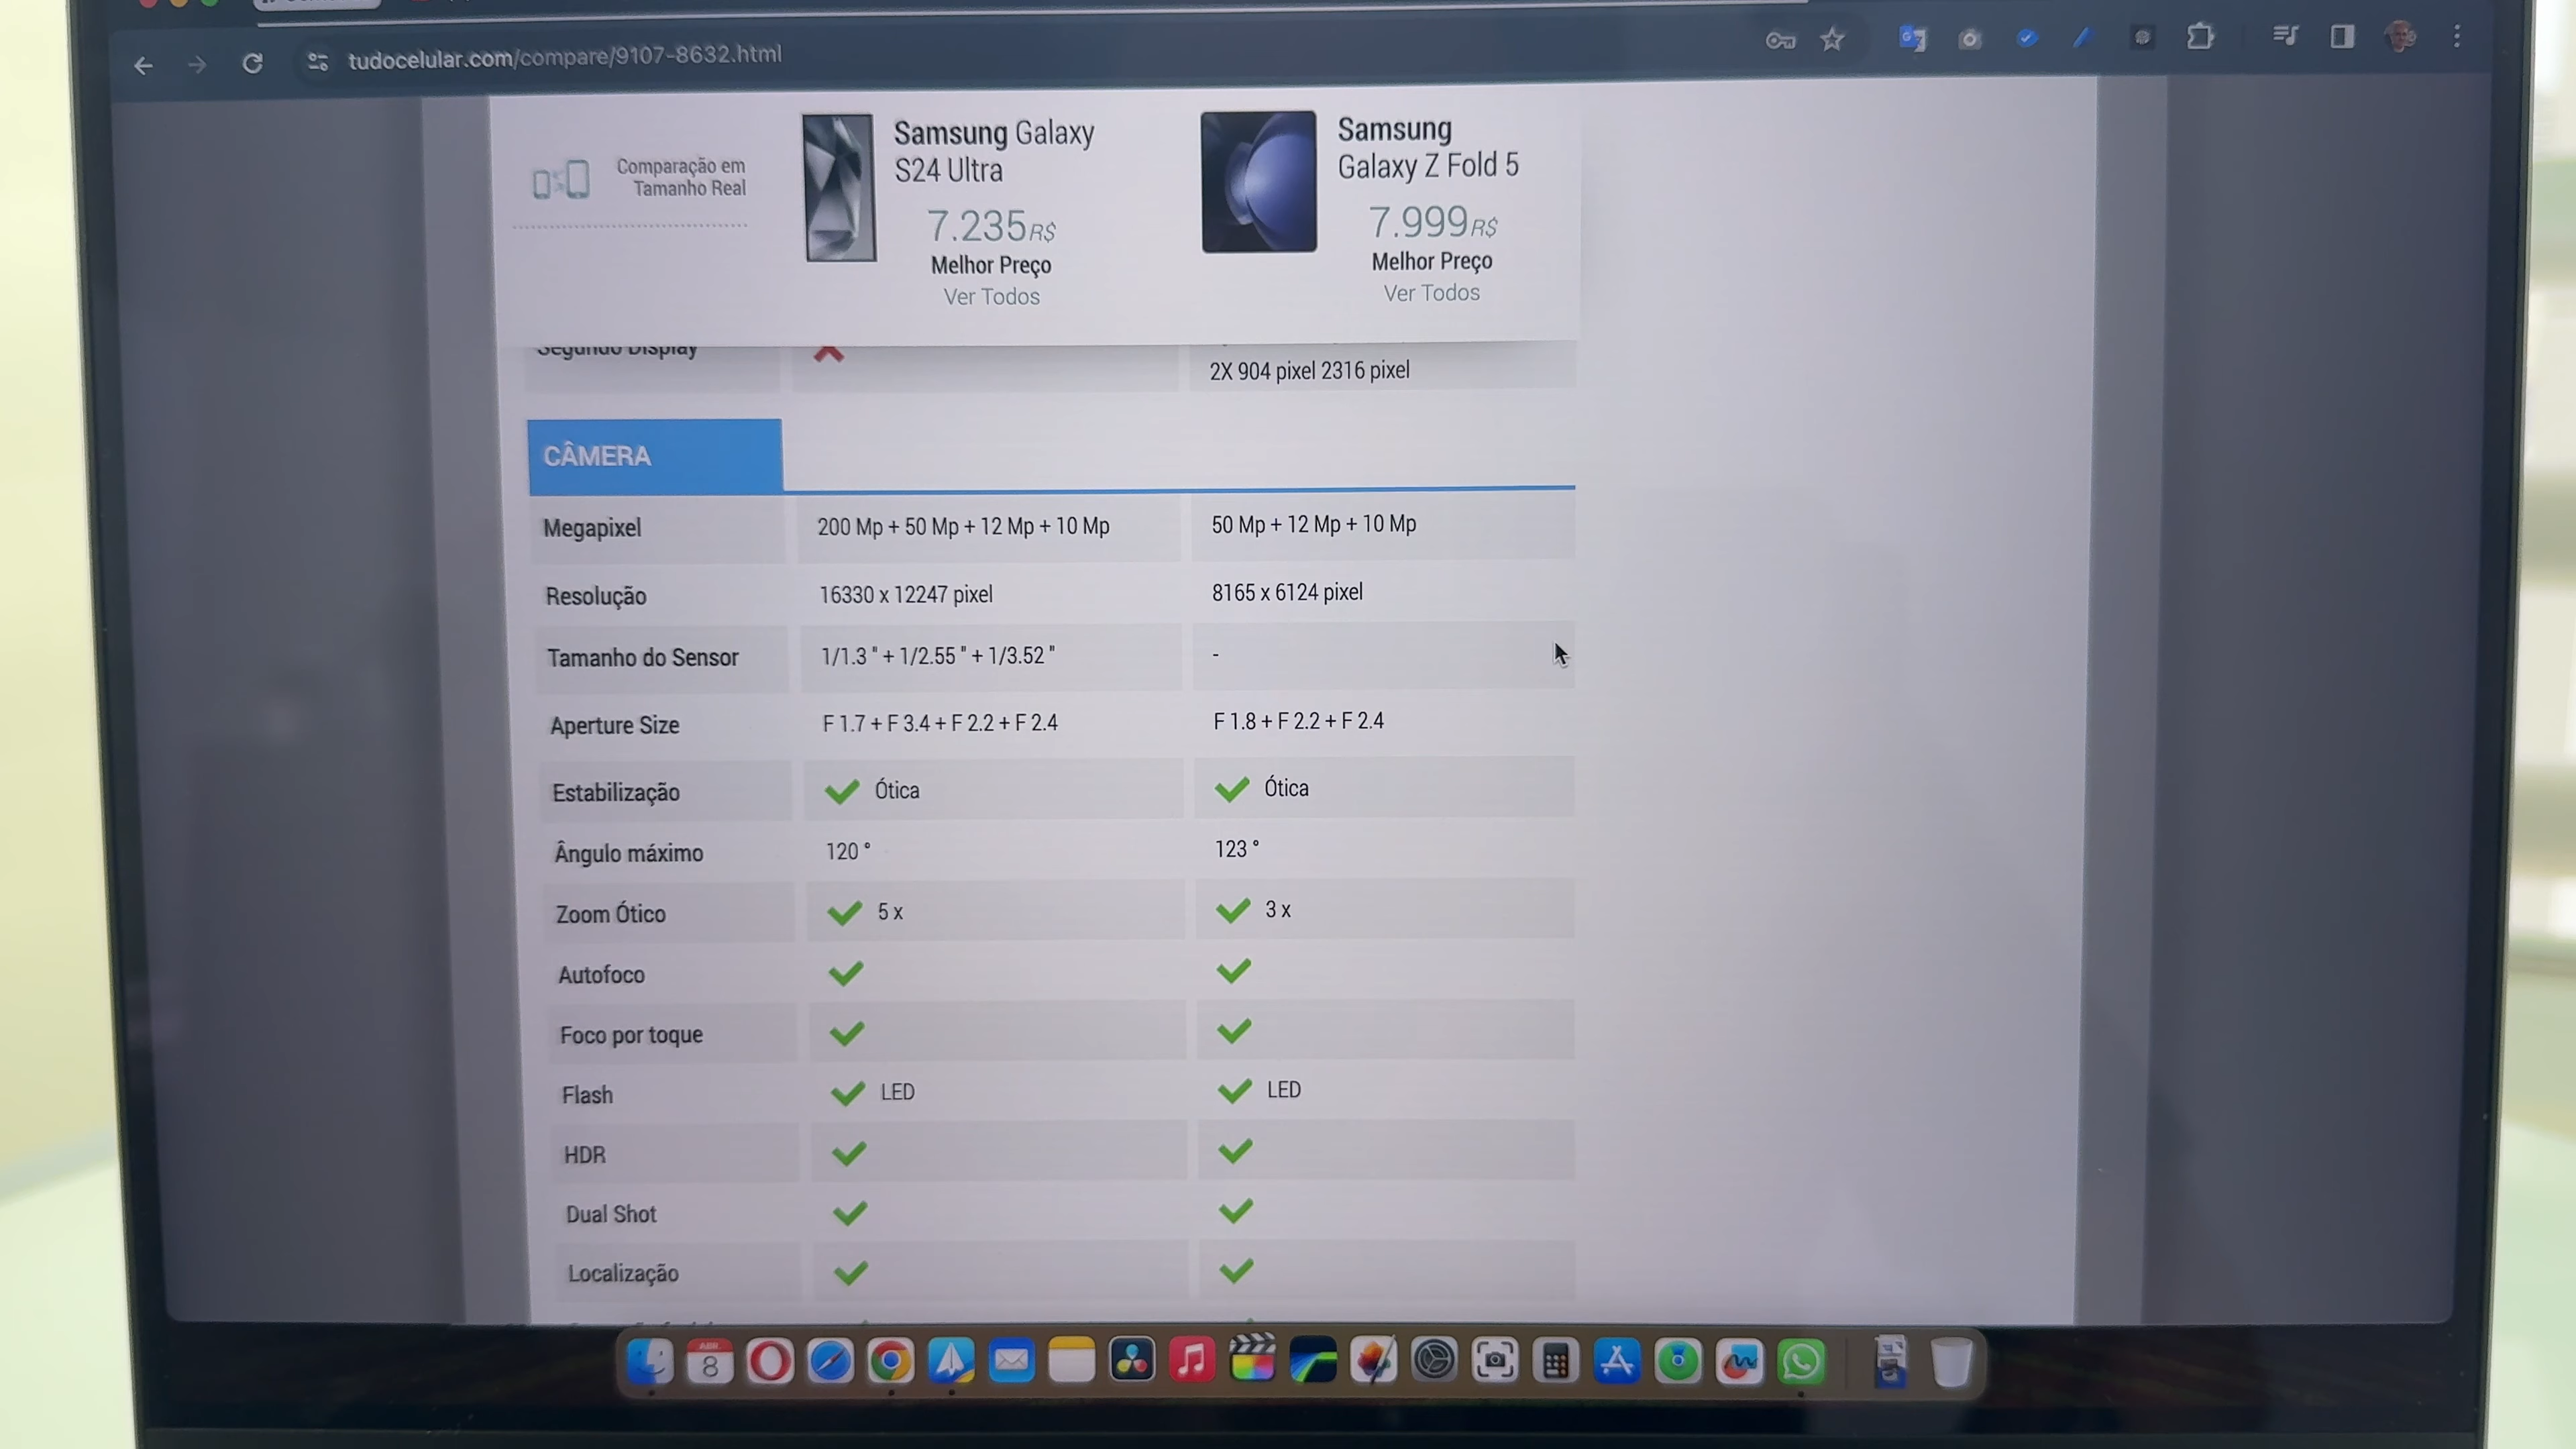 tudocelular.com/compare/9107-8632.html
Comparação em
Tamanho Real
Samsung Galaxy
S24 Ultra
7.235R$
Melhor Preço
Ver Todos
Samsung
Galaxy Z Fold 5
7.999R$
Melhor Preço
Ver Todos
Segundo Display
2X 904 pixel 2316 pixel
CÂMERA
Megapixel 200 Mp + 50 Mp + 12 Mp + 10 Mp 50 Mp + 12 Mp + 10 Mp
Resolução 16330 x 12247 pixel 8165 x 6124 pixel
Tamanho do Sensor 1/1.3 " + 1/2.55 " + 1/3.52 " -
Aperture Size F 1.7 + F 3.4 + F 2.2 + F 2.4 F 1.8 + F 2.2 + F 2.4
Estabilização Ótica Ótica
Ângulo máximo 120 ° 123 °
Zoom Ótico 5 x 3 x
Autofoco
Foco por toque
Flash LED LED
HDR
Dual Shot
Localização
8